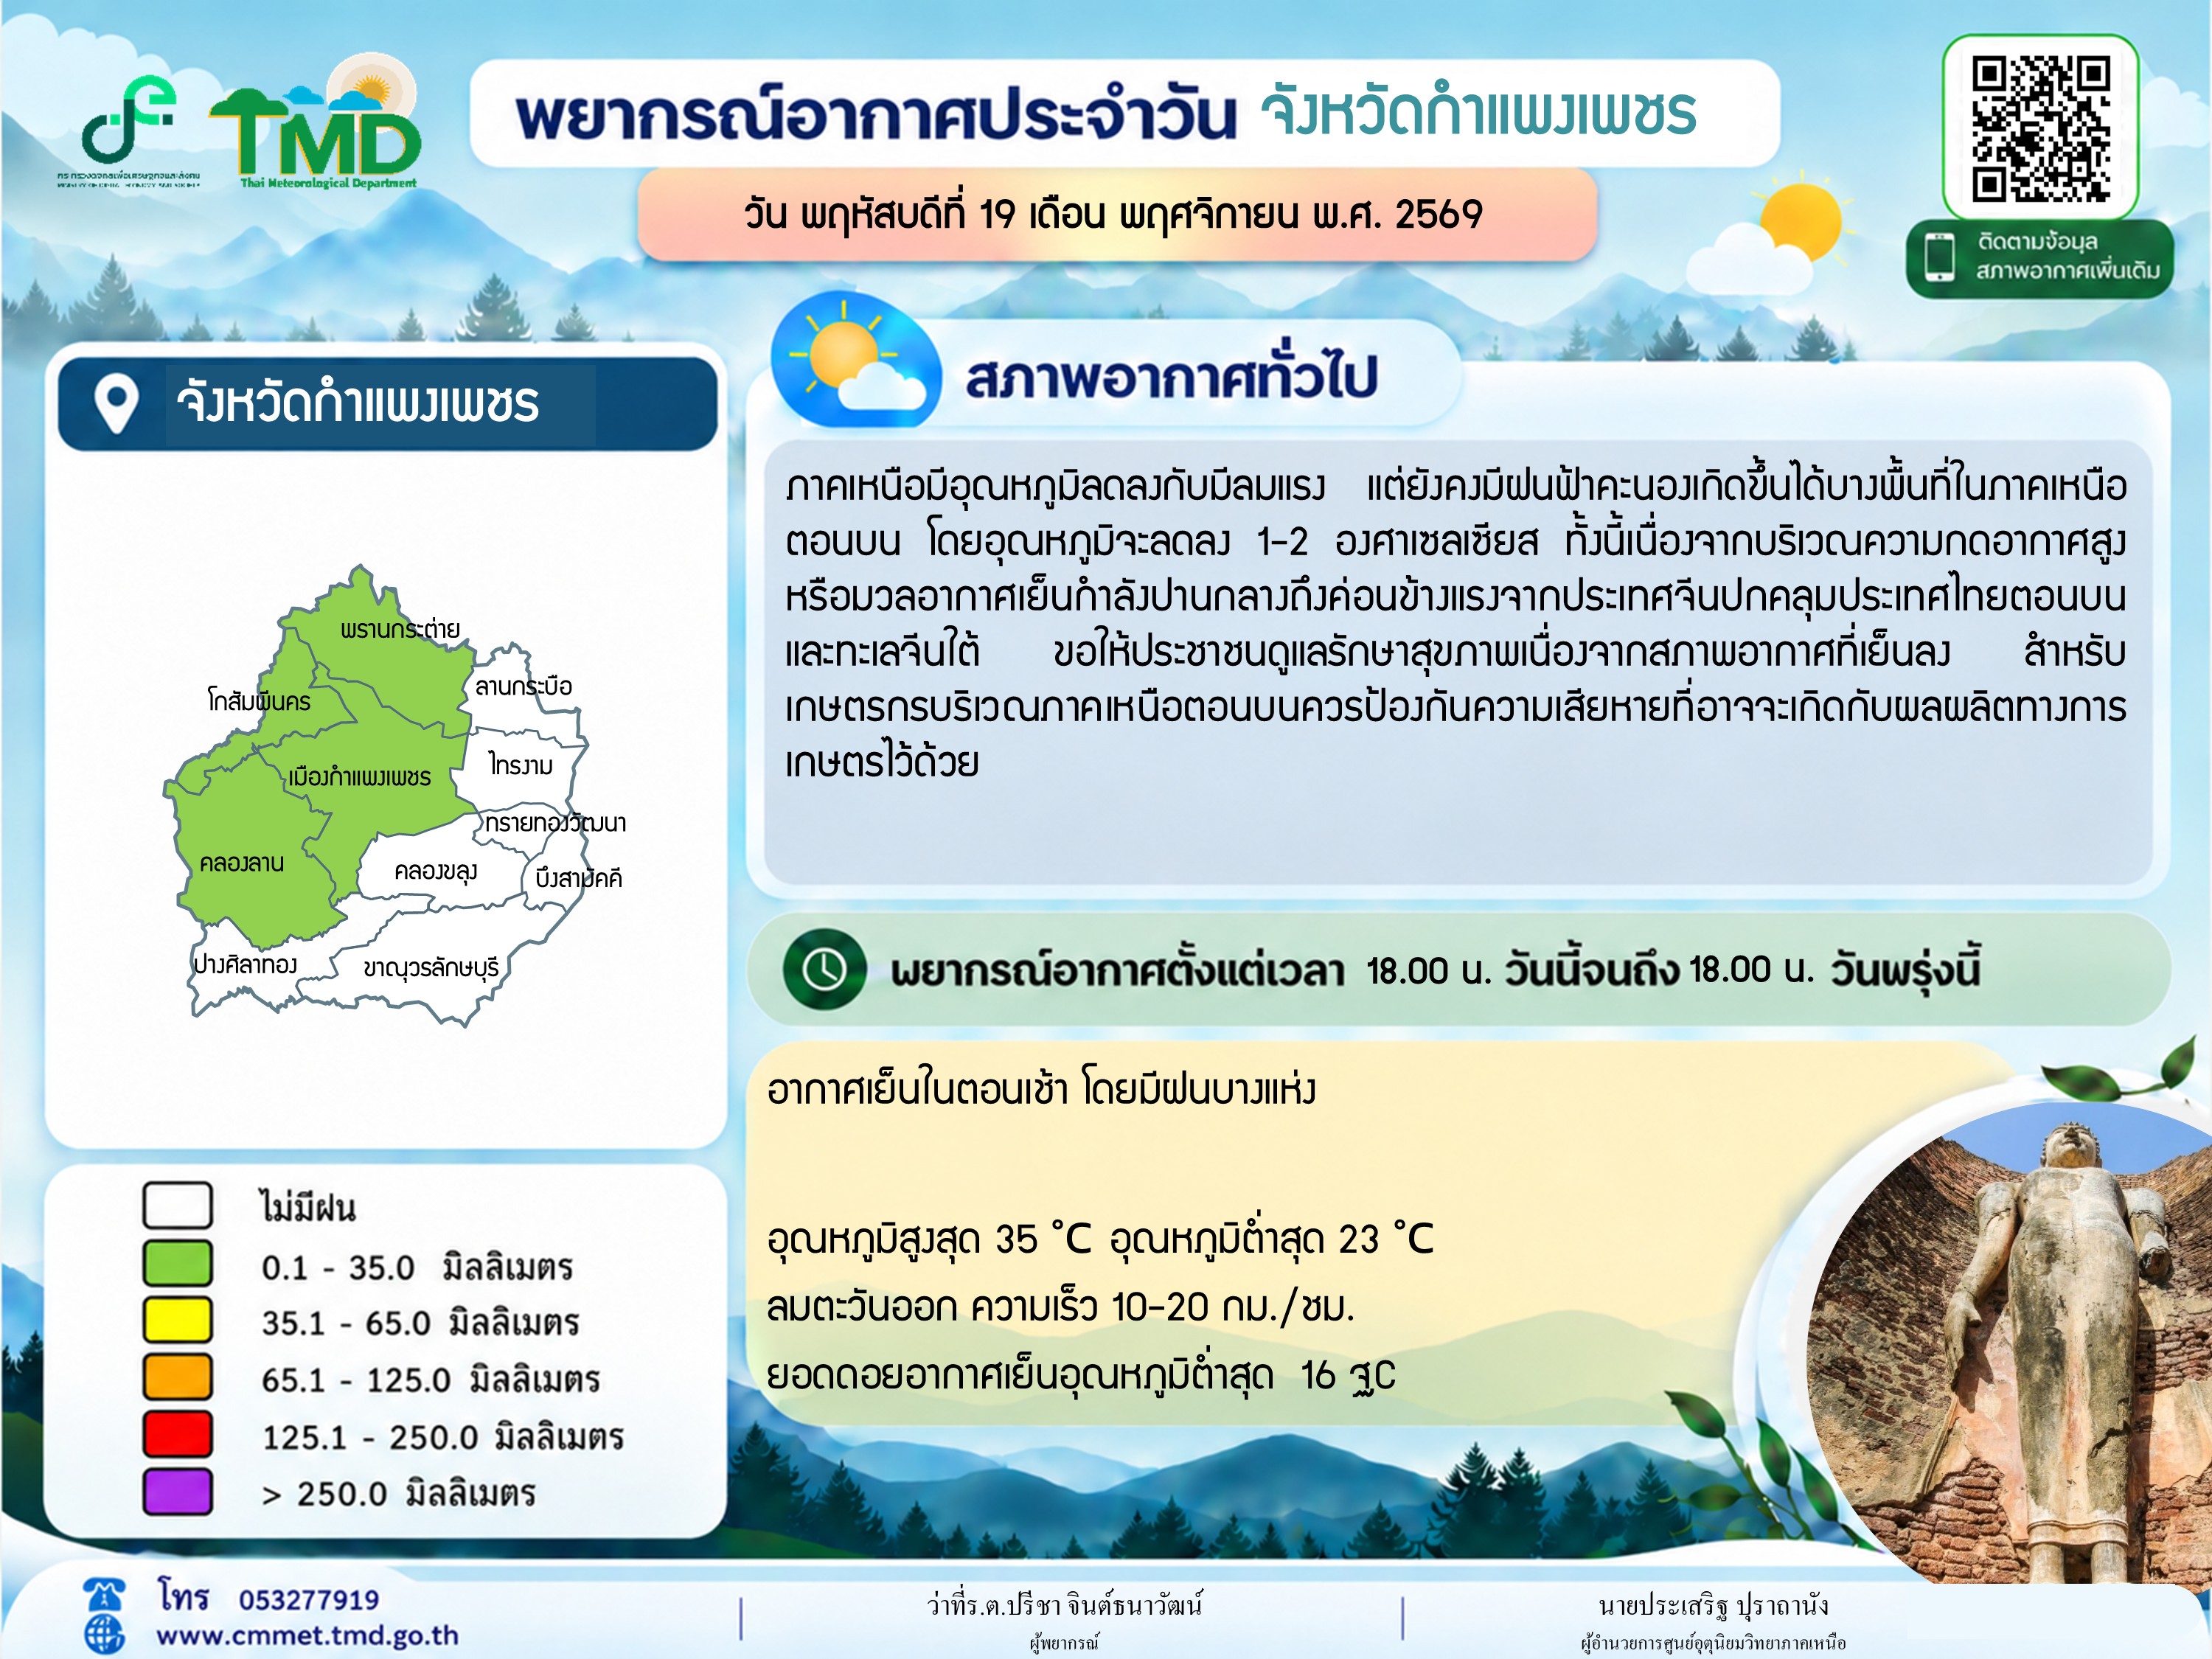 พยากรณ์อากาศประจำวัน จังหวัดกำแพงเพชร
TMD
Thai Meteorological Department
วัน พฤหัสบดีที่ 19 เดือน พฤศจิกายน พ.ศ. 2569
ติดตามข้อมูล
สภาพอากาศเพิ่มเติม
จังหวัดกำแพงเพชร
พรานกระต่าย
ลานกระบือ
โกสัมพีนคร
ไทรงาม
เมืองกำแพงเพชร
ทรายทองวัฒนา
คลองลาน
คลองขลุง
บึงสามัคคี
ปางศิลาทอง
ขาณุวรลักษบุรี
ไม่มีฝน
0.1 - 35.0 มิลลิเมตร
35.1 - 65.0 มิลลิเมตร
65.1 - 125.0 มิลลิเมตร
125.1 - 250.0 มิลลิเมตร
> 250.0 มิลลิเมตร
สภาพอากาศทั่วไป
ภาคเหนือมีอุณหภูมิลดลงกับมีลมแรง แต่ยังคงมีฝนฟ้าคะนองเกิดขึ้นได้บางพื้นที่ในภาคเหนือ
ตอนบน โดยอุณหภูมิจะลดลง 1-2 องศาเซลเซียส ทั้งนี้เนื่องจากบริเวณความกดอากาศสูง
หรือมวลอากาศเย็นกำลังปานกลางถึงค่อนข้างแรงจากประเทศจีนปกคลุมประเทศไทยตอนบน
และทะเลจีนใต้ ขอให้ประชาชนดูแลรักษาสุขภาพเนื่องจากสภาพอากาศที่เย็นลง สำหรับ
เกษตรกรบริเวณภาคเหนือตอนบนควรป้องกันความเสียหายที่อาจจะเกิดกับผลผลิตทางการ
เกษตรไว้ด้วย
พยากรณ์อากาศตั้งแต่เวลา 18.00 น. วันนี้จนถึง 18.00 น. วันพรุ่งนี้
อากาศเย็นในตอนเช้า โดยมีฝนบางแห่ง
อุณหภูมิสูงสุด 35 °C อุณหภูมิต่ำสุด 23 °C
ลมตะวันออก ความเร็ว 10-20 กม./ชม.
ยอดดอยอากาศเย็นอุณหภูมิต่ำสุด 16 ฐC
โทร 053277919
www.cmmet.tmd.go.th
ว่าที่ร.ต.ปรีชา จินต์ธนาวัฒน์
ผู้พยากรณ์
นายประเสริฐ ปุราถานัง
ผู้อำนวยการศูนย์อุตุนิยมวิทยาภาคเหนือ